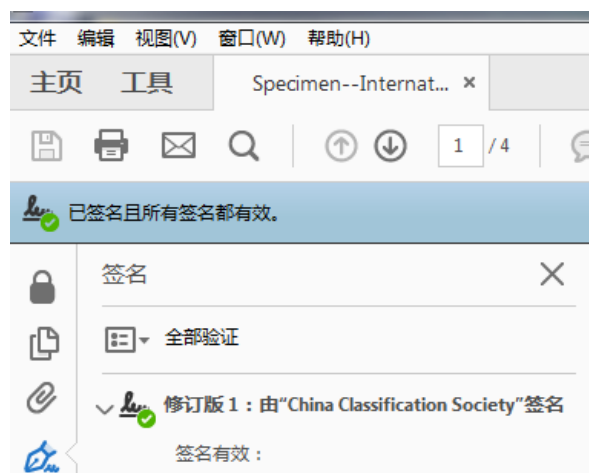 文件 编辑 视图(V) 窗口(W) 帮助(H)
主页 工具 Specimen--Internat... ×
1 / 4
已签名且所有签名都有效。
签名
全部验证
修订版 1：由“China Classification Society”签名
签名有效：